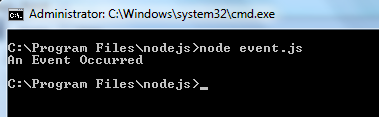 Administrator: C:\Windows\system32\cmd.exe
C:\Program Files\nodejs>node event.js
An Event Occurred
C:\Program Files\nodejs>_